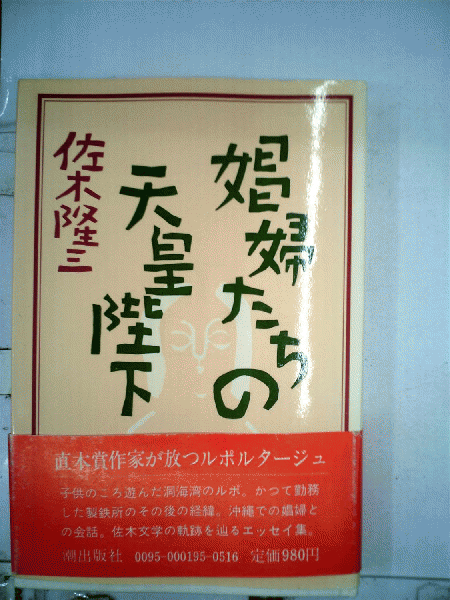 娼婦たちの
天皇陛下
佐木隆三
直木賞作家が放つルポルタージュ
子供のころ遊んだ洞海湾のルポ。かつて勤務
した製鉄所のその後の経緯。沖縄での娼婦と
の会話。佐木文学の軌跡を辿るエッセイ集。
潮出版社 0095-000195-0516 定価980円